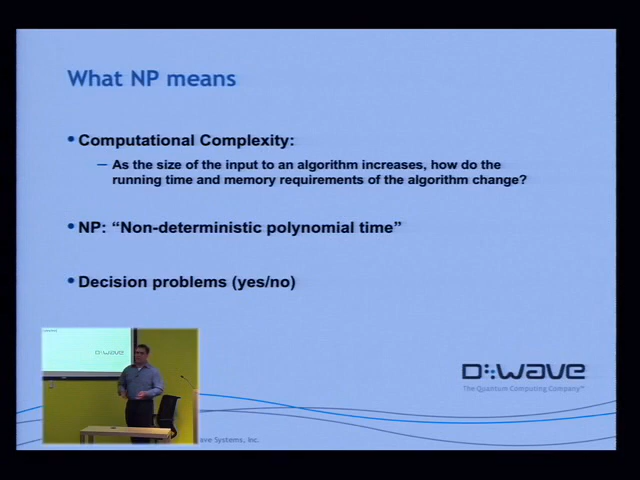 What NP means
• Computational Complexity:
– As the size of the input to an algorithm increases, how do the
running time and memory requirements of the algorithm change?
• NP: “Non-deterministic polynomial time”
• Decision problems (yes/no)
D:WAVE
D:WAVE
The Quantum Computing Company™
ave Systems, Inc.